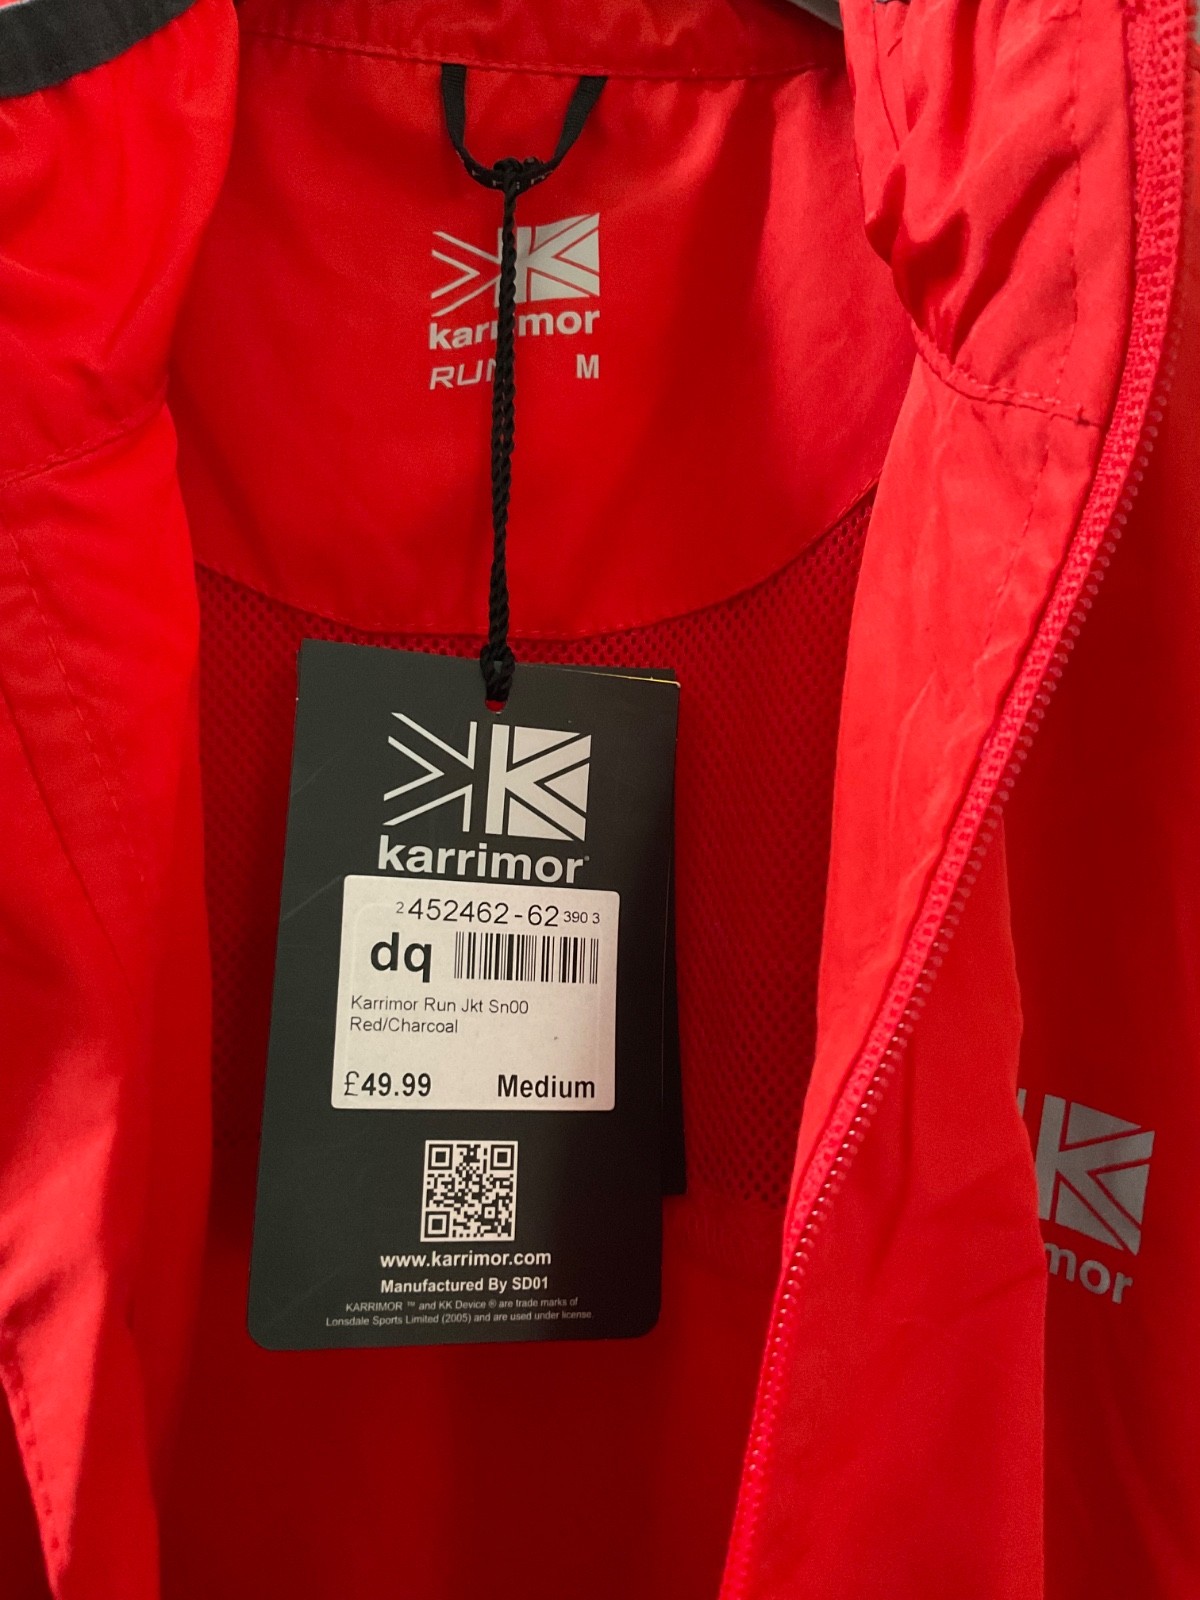 karrimor
RUN M
karrimor
2 452462-62 390 3
dq
Karrimor Run Jkt Sn00
Red/Charcoal
£49.99 Medium
www.karrimor.com
Manufactured By SD01
KARRIMOR ™ and KK Device ® are trade marks of
Lonsdale Sports Limited (2005) and are used under license.
mor